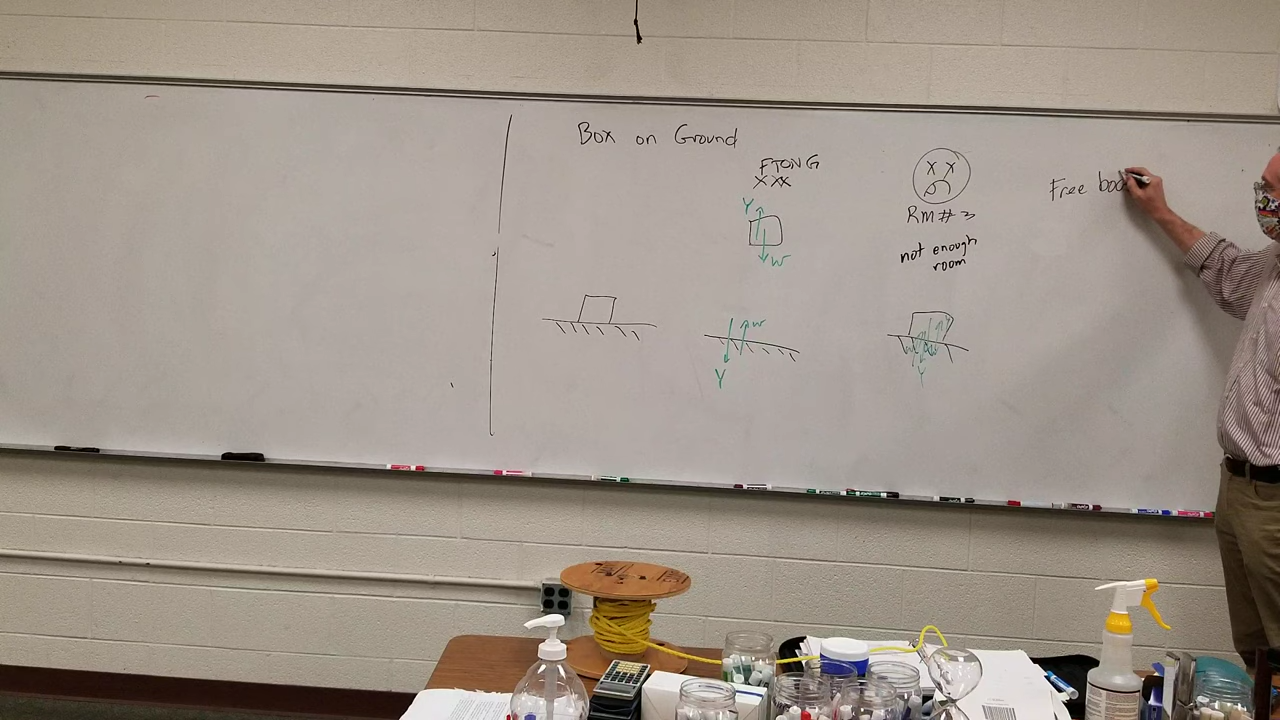 Box on Ground
FTONG
XXX
Y
W
W
Y
X X
RM#3
not enough
room
Y
Free bod